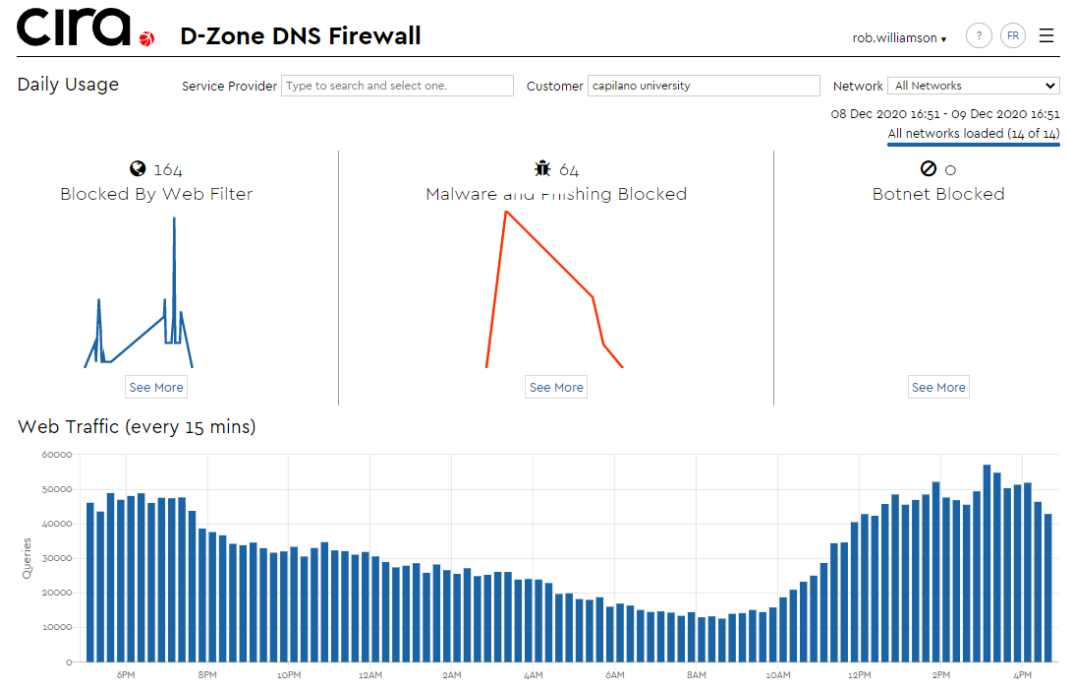 cira
D-Zone DNS Firewall
rob.williamson ? FR
Daily Usage Service Provider Type to search and select one. Customer capilano university Network All Networks
08 Dec 2020 16:51 - 09 Dec 2020 16:51
All networks loaded (14 of 14)
164
Blocked By Web Filter
See More
64
Malware and Phishing Blocked
See More
0
Botnet Blocked
See More
Web Traffic (every 15 mins)
Queries
60000
50000
40000
30000
20000
10000
0
6PM 8PM 10PM 12AM 2AM 4AM 6AM 8AM 10AM 12PM 2PM 4PM